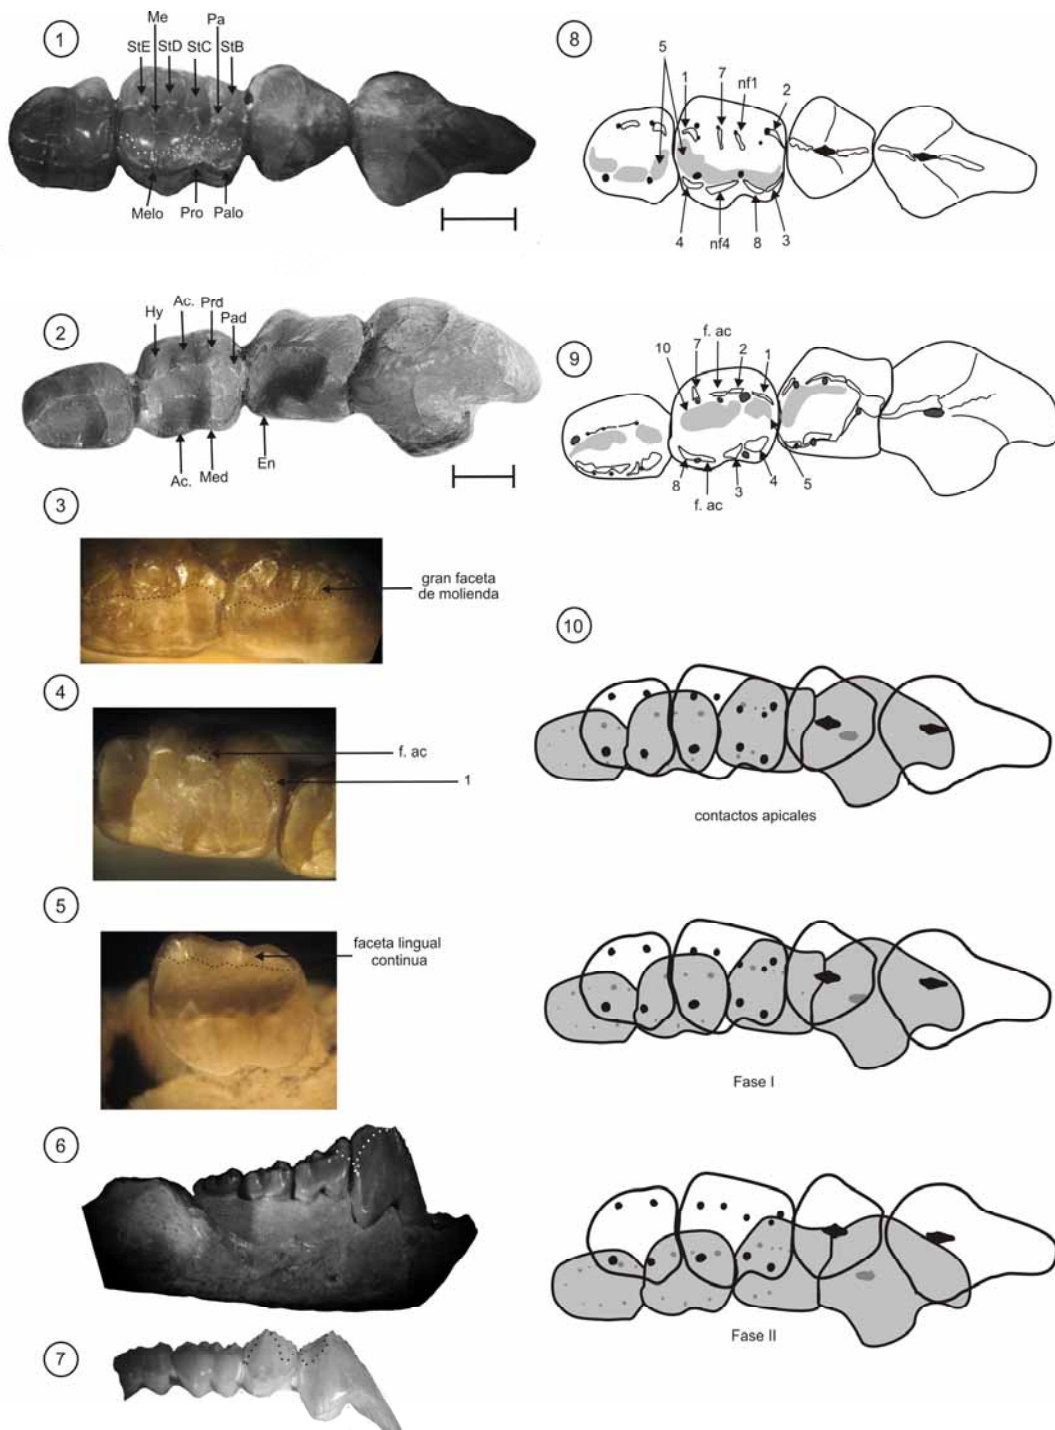 1
Me Pa
StE StD StC StB
Melo Pro Palo
8
5
1 7 nf1 2
4 nf4 8 3
2
Hy Ac. Prd Pad
Ac. Med En
9
10 7 f. ac 2 1
8 f. ac 3 4 5
3
gran faceta
de molienda
4
f. ac
1
5
faceta lingual
continua
6
7
10
contactos apicales
Fase I
Fase II